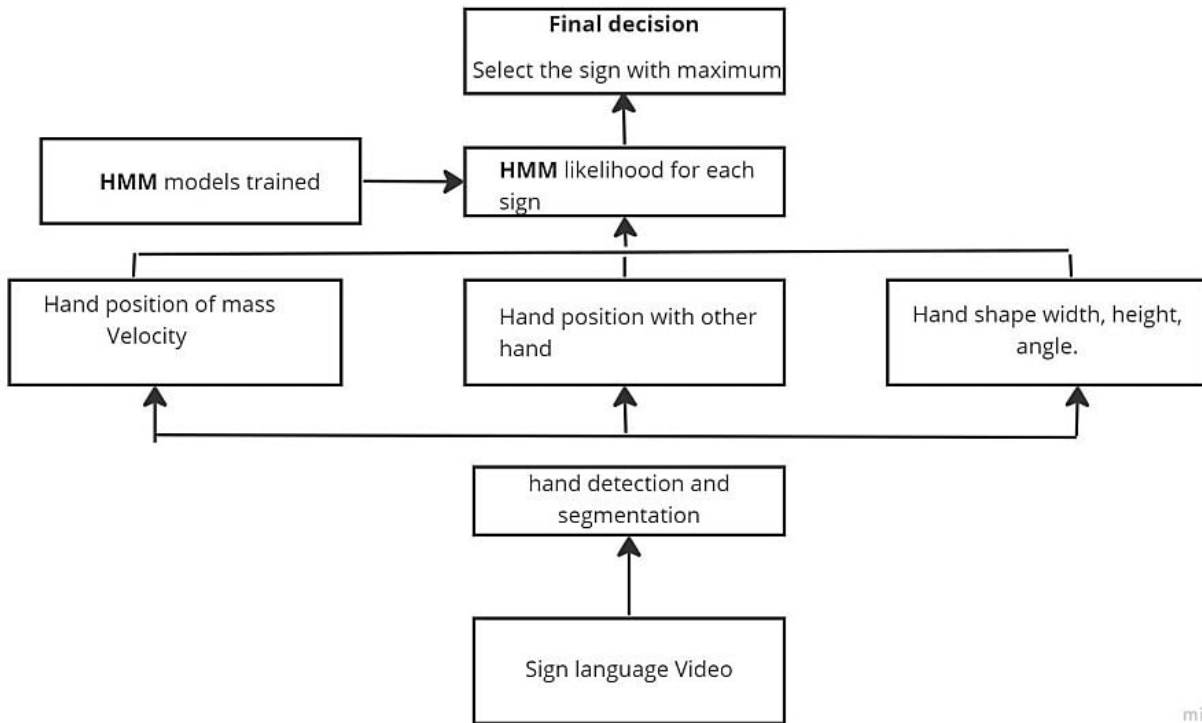 Final decision
Select the sign with maximum
HMM models trained
HMM likelihood for each
sign
Hand position of mass
Velocity
Hand position with other
hand
Hand shape width, height,
angle.
hand detection and
segmentation
Sign language Video